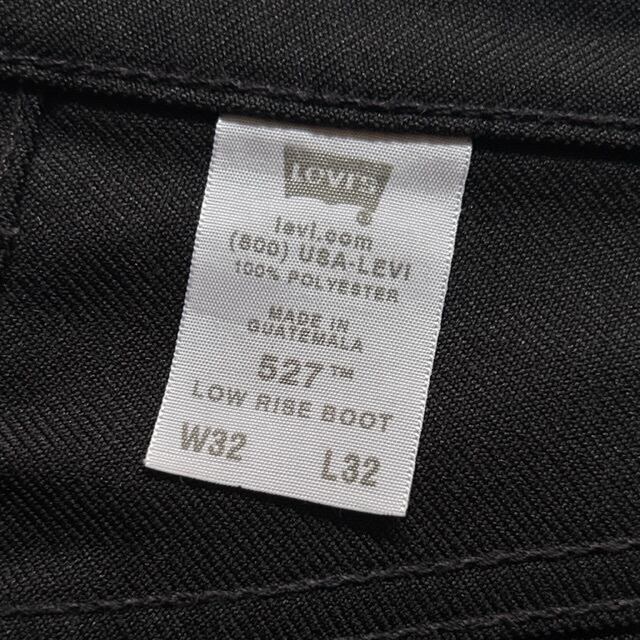 Levi's
levi.com
(800) USA-LEVI
100% POLYESTER
MADE IN
GUATEMALA
527™
LOW RISE BOOT
W32 L32